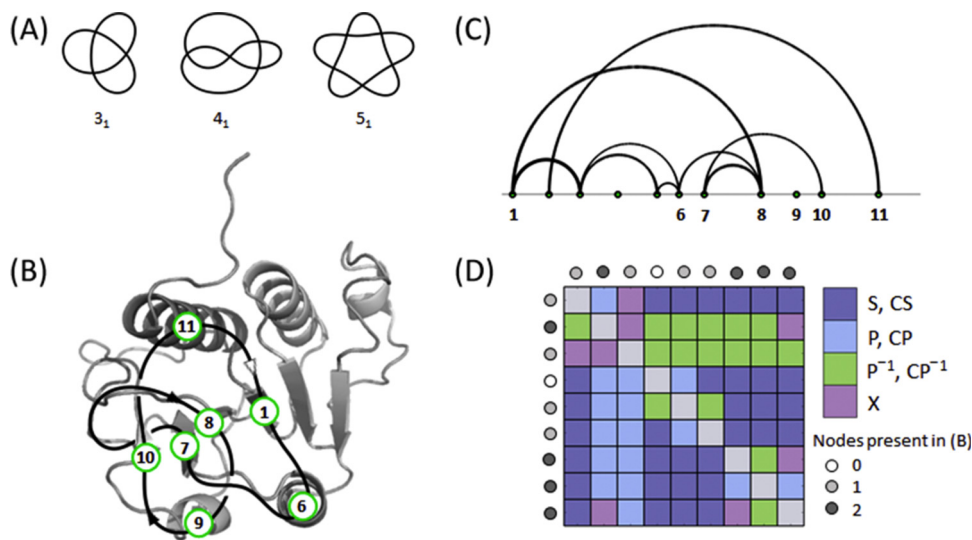 (A)
3₁ 4₁ 5₁
(B)
11
1
8
7
10
6
9
(C)
1 6 7 8 9 10 11
(D)
S, CS
P, CP
P⁻¹, CP⁻¹
X
Nodes present in (B)
0
1
2